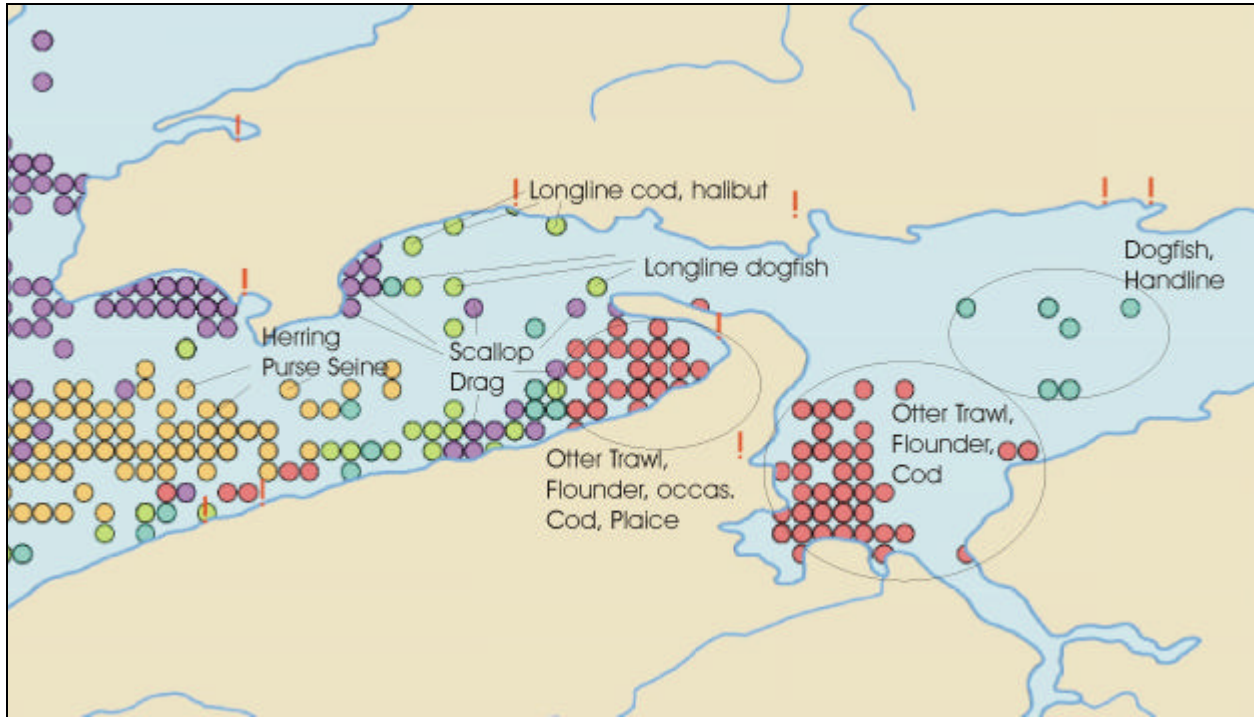 Longline cod, halibut
Dogfish,
Handline
Longline dogfish
Herring
Purse Seine
Scallop
Drag
Otter Trawl,
Flounder,
Cod
Otter Trawl,
Flounder, occas.
Cod, Plaice